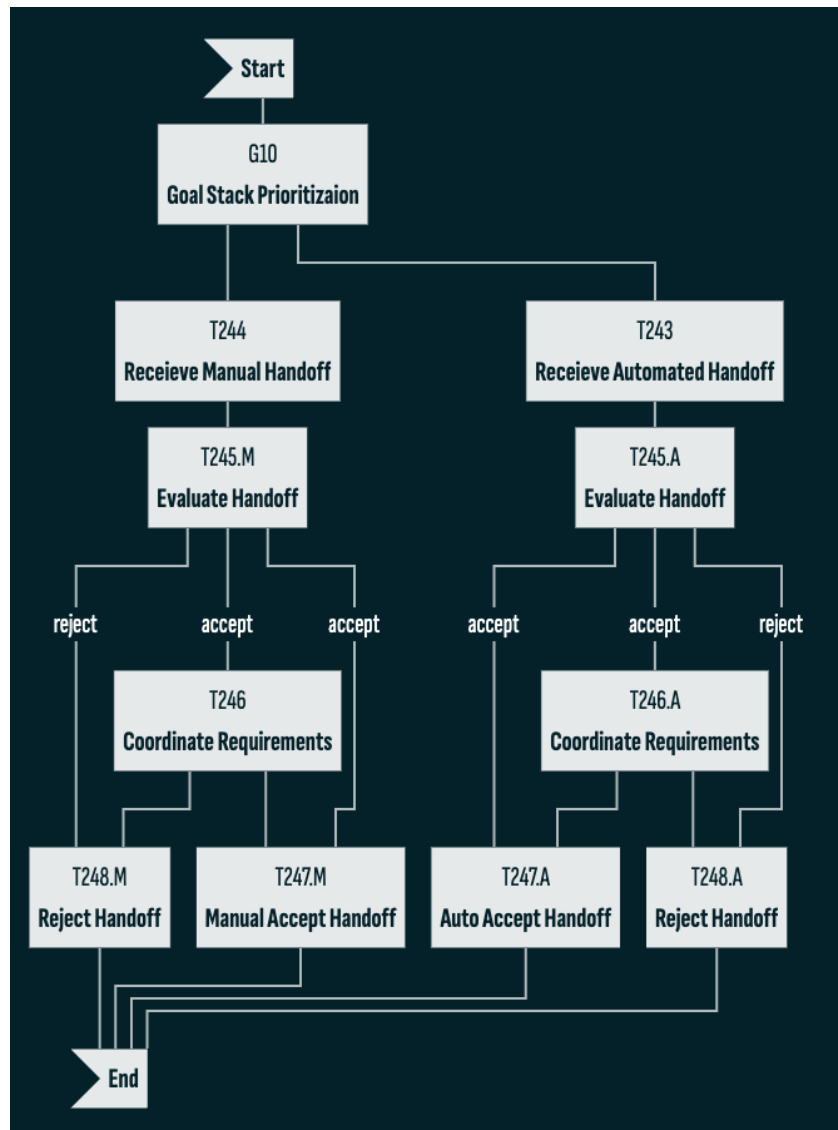 Start
G10
Goal Stack Prioritizaion
T244
Receieve Manual Handoff
T243
Receieve Automated Handoff
T245.M
Evaluate Handoff
T245.A
Evaluate Handoff
reject
accept
accept
accept
accept
reject
T246
Coordinate Requirements
T246.A
Coordinate Requirements
T248.M
Reject Handoff
T247.M
Manual Accept Handoff
T247.A
Auto Accept Handoff
T248.A
Reject Handoff
End